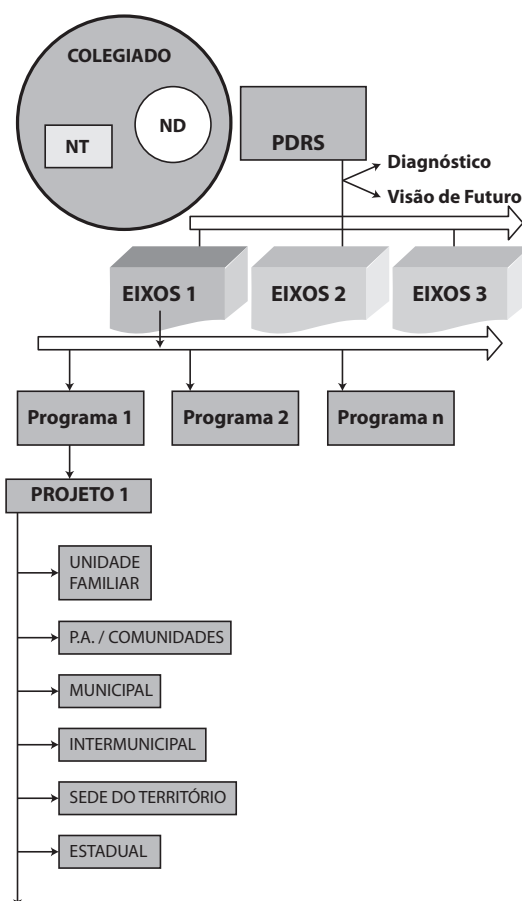 COLEGIADO
ND
NT
PDRS
Diagnóstico
Visão de Futuro
EIXOS 1
EIXOS 2
EIXOS 3
Programa 1
Programa 2
Programa n
PROJETO 1
UNIDADE
FAMILIAR
P.A. / COMUNIDADES
MUNICIPAL
INTERMUNICIPAL
SEDE DO TERRITÓRIO
ESTADUAL